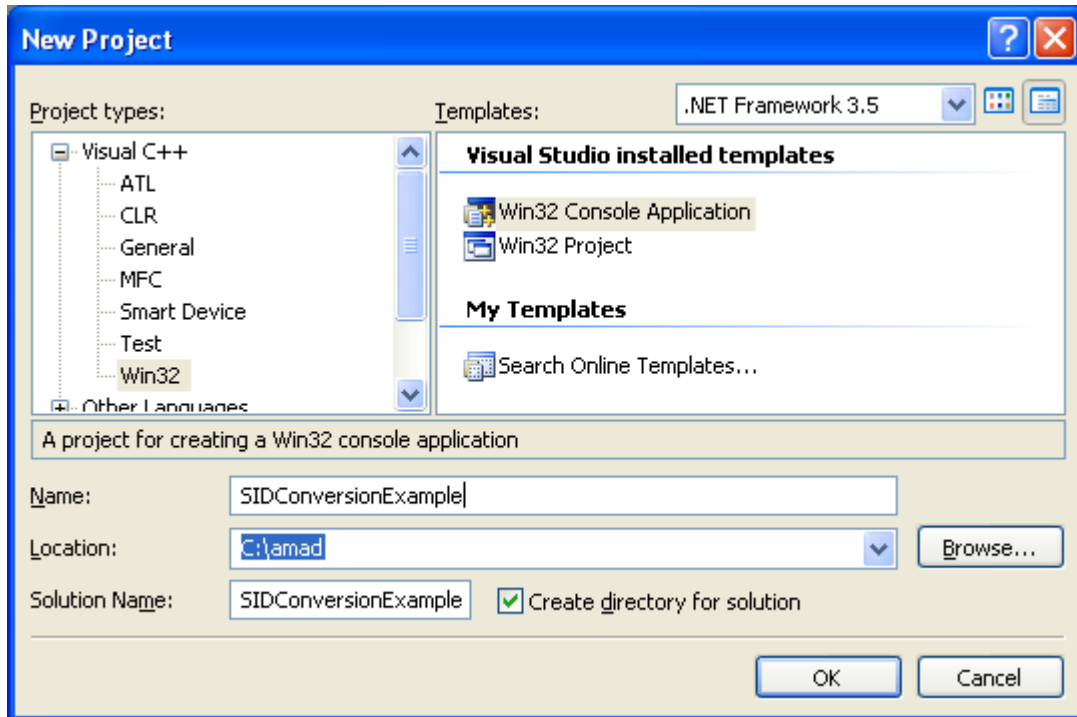 New Project
Project types:
Templates:
.NET Framework 3.5
Visual C++
ATL
CLR
General
MFC
Smart Device
Test
Win32
Other Languages
Visual Studio installed templates
Win32 Console Application
Win32 Project
My Templates
Search Online Templates...
A project for creating a Win32 console application
Name:
SIDConversionExample
Location:
C:\amad
Browse...
Solution Name:
SIDConversionExample
Create directory for solution
OK
Cancel